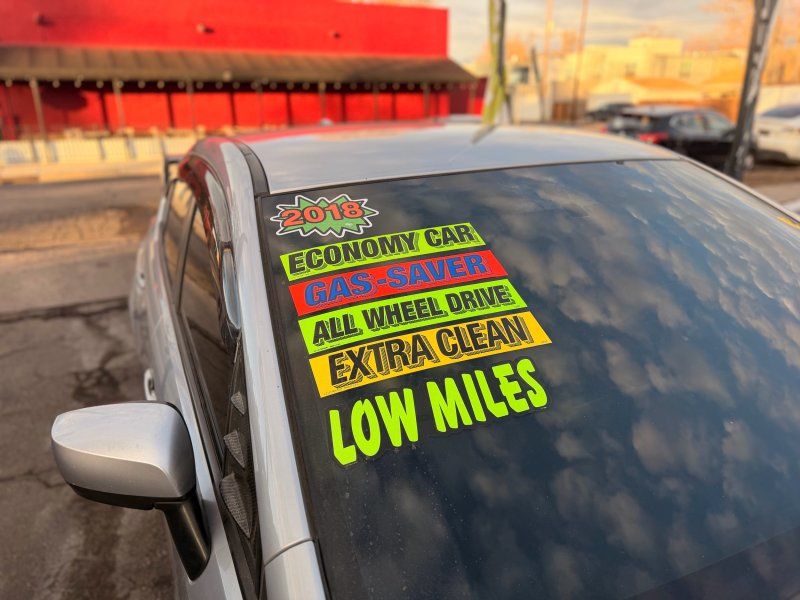 2018
ECONOMY CAR
GAS-SAVER
ALL WHEEL DRIVE
EXTRA CLEAN
LOW MILES